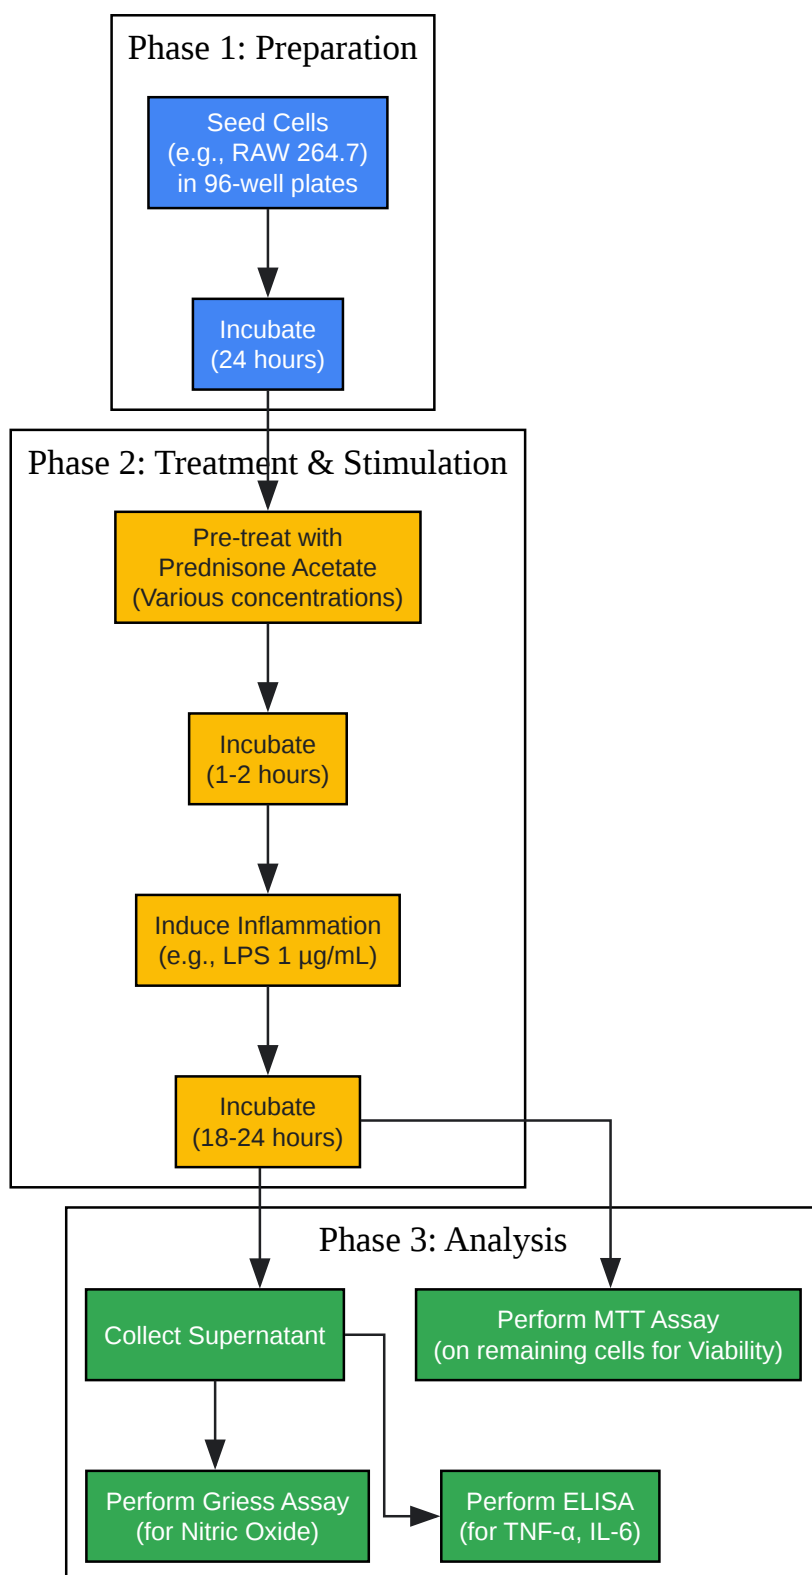 Phase 1: Preparation
Seed Cells
(e.g., RAW 264.7)
in 96-well plates
Incubate
(24 hours)
Phase 2: Treatment & Stimulation
Pre-treat with
Prednisone Acetate
(Various concentrations)
Incubate
(1-2 hours)
Induce Inflammation
(e.g., LPS 1 µg/mL)
Incubate
(18-24 hours)
Phase 3: Analysis
Collect Supernatant
Perform MTT Assay
(on remaining cells for Viability)
Perform Griess Assay
(for Nitric Oxide)
Perform ELISA
(for TNF-α, IL-6)